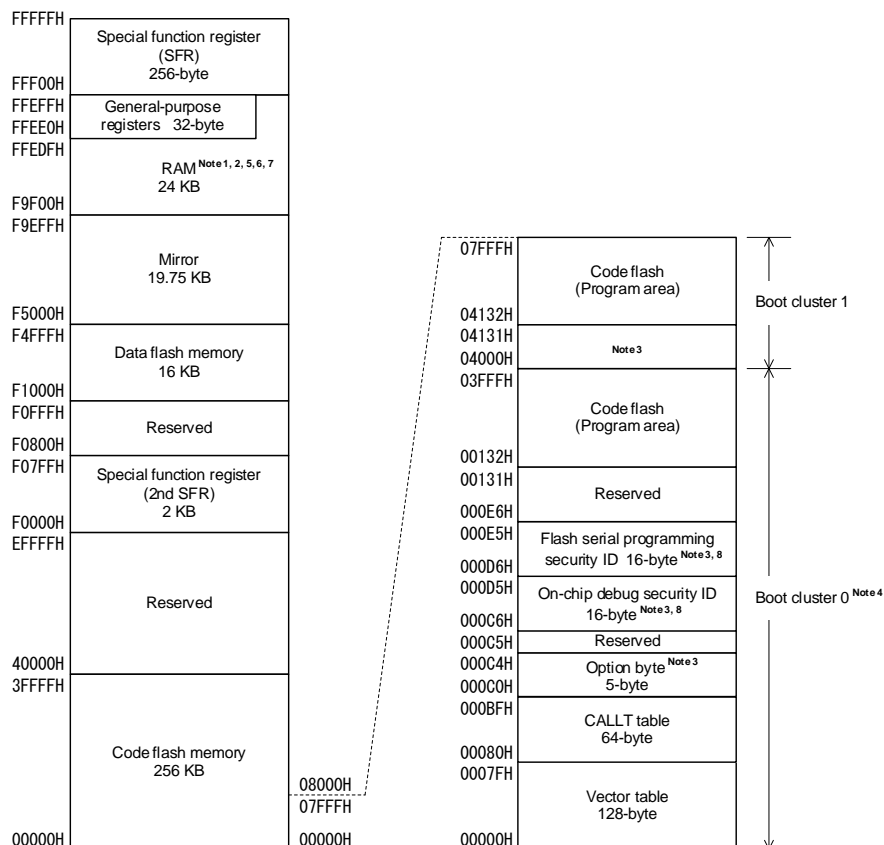 FFFFFH
Special function register
(SFR)
256-byte
FFF00H
FFEFFH
General-purpose
registers 32-byte
FFEE0H
FFEDFH
RAM Note 1, 2, 5, 6, 7
24 KB
F9F00H
F9EFFH
Mirror
19.75 KB
F5000H
F4FFFH
Data flash memory
16 KB
F1000H
F0FFFH
Reserved
F0800H
F07FFH
Special function register
(2nd SFR)
2 KB
F0000H
EFFFFH
Reserved
40000H
3FFFFH
Code flash memory
256 KB
08000H
07FFFH
00000H
00000H
07FFFH
Code flash
(Program area)
04132H
04131H
Note 3
04000H
03FFFH
Code flash
(Program area)
00132H
00131H
Reserved
000E6H
000E5H
Flash serial programming
security ID 16-byte Note 3, 8
000D6H
000D5H
On-chip debug security ID
16-byte Note 3, 8
000C6H
000C5H
Reserved
000C4H
Option byte Note 3
5-byte
000C0H
000BFH
CALLT table
64-byte
00080H
0007FH
Vector table
128-byte
00000H
Boot cluster 1
Boot cluster 0 Note 4